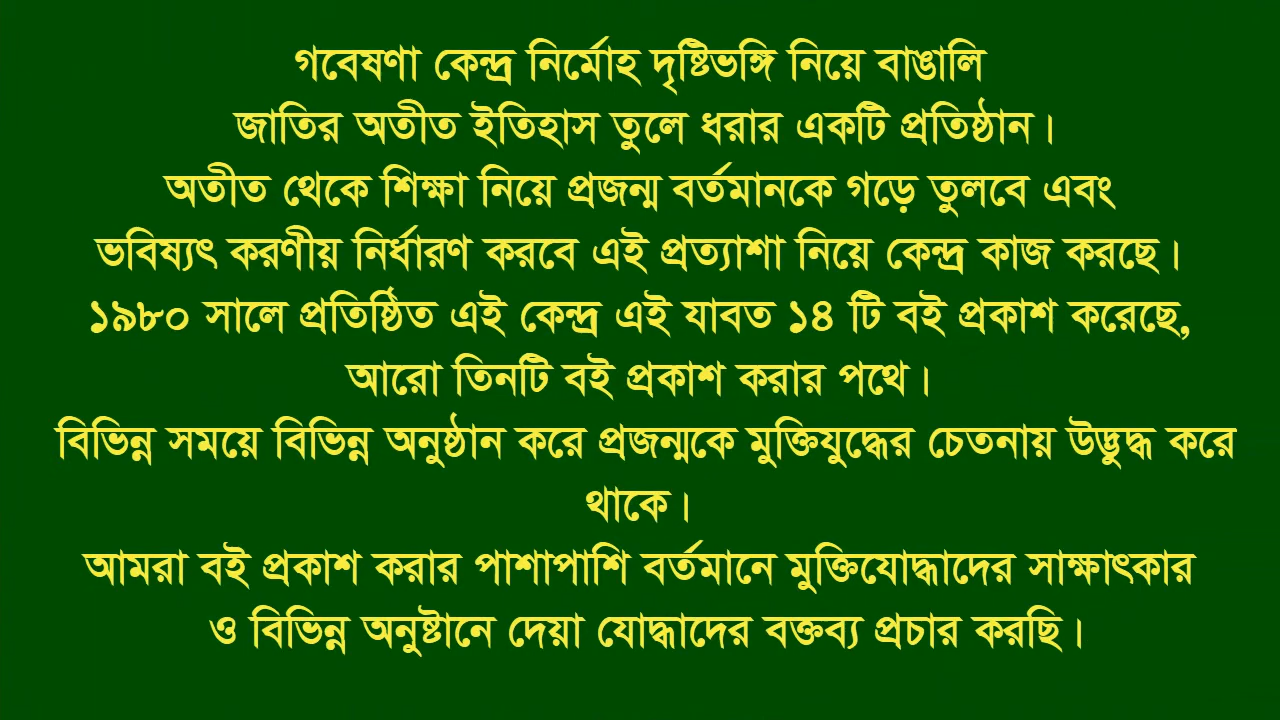 গবেষণা কেন্দ্র নির্মোহ দৃষ্টিভঙ্গি নিয়ে বাঙালি
জাতির অতীত ইতিহাস তুলে ধরার একটি প্রতিষ্ঠান।
অতীত থেকে শিক্ষা নিয়ে প্রজন্ম বর্তমানকে গড়ে তুলবে এবং
ভবিষ্যৎ করণীয় নির্ধারণ করবে এই প্রত্যাশা নিয়ে কেন্দ্র কাজ করছে।
১৯৮০ সালে প্রতিষ্ঠিত এই কেন্দ্র এই যাবত ১৪ টি বই প্রকাশ করেছে,
আরো তিনটি বই প্রকাশ করার পথে।
বিভিন্ন সময়ে বিভিন্ন অনুষ্ঠান করে প্রজন্মকে মুক্তিযুদ্ধের চেতনায় উদ্ভুদ্ধ করে
থাকে।
আমরা বই প্রকাশ করার পাশাপাশি বর্তমানে মুক্তিযোদ্ধাদের সাক্ষাৎকার
ও বিভিন্ন অনুষ্টানে দেয়া যোদ্ধাদের বক্তব্য প্রচার করছি।